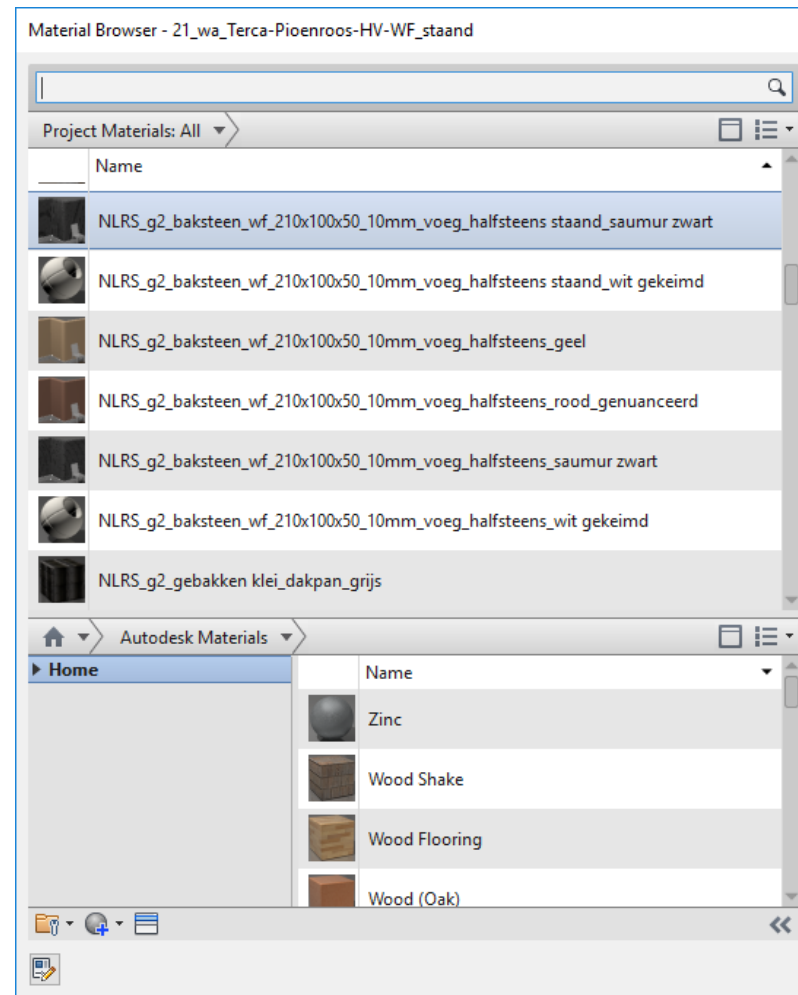 Material Browser - 21_wa_Terca-Pioenroos-HV-WF_staand
Project Materials: All
Name
NLRS_g2_baksteen_wf_210x100x50_10mm_voeg_halfsteens staand_saumur zwart
NLRS_g2_baksteen_wf_210x100x50_10mm_voeg_halfsteens staand_wit gekeimd
NLRS_g2_baksteen_wf_210x100x50_10mm_voeg_halfsteens_geel
NLRS_g2_baksteen_wf_210x100x50_10mm_voeg_halfsteens_rood_genuanceerd
NLRS_g2_baksteen_wf_210x100x50_10mm_voeg_halfsteens_saumur zwart
NLRS_g2_baksteen_wf_210x100x50_10mm_voeg_halfsteens_wit gekeimd
NLRS_g2_gebakken klei_dakpan_grijs
Autodesk Materials
Home
Name
Zinc
Wood Shake
Wood Flooring
Wood (Oak)